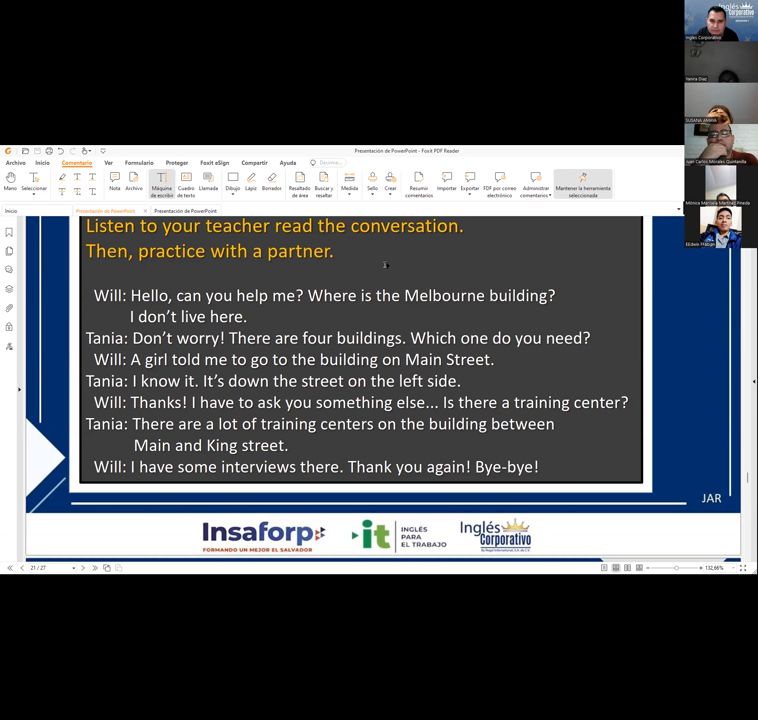 Inglés
Corporativo
Ingles Corporativo
Vanira Diaz
SUSANA AMAYA
Juan Carlos Morales Quintanilla
Mónica Marisela Martínez Pineda
Presentación de PowerPoint - Foxit PDF Reader
Archivo Inicio Comentario Ver Formulario Proteger Foxit eSign Compartir Ayuda
Mano Seleccionar Nota Archivo Máquina de escribir Cuadro de texto Llamada Dibujo Lápiz Borrador Resaltado de área Buscar y resaltar Medida Sello Crear Resumir comentarios Importar Exportar FDF por correo electrónico Administrar comentarios Mantener la herramienta seleccionada
Inicio Presentación de PowerPoint Presentación de PowerPoint
Listen to your teacher read the conversation.
Then, practice with a partner.
Will: Hello, can you help me? Where is the Melbourne building?
I don’t live here.
Tania: Don’t worry! There are four buildings. Which one do you need?
Will: A girl told me to go to the building on Main Street.
Tania: I know it. It’s down the street on the left side.
Will: Thanks! I have to ask you something else... Is there a training center?
Tania: There are a lot of training centers on the building between
Main and King street.
Will: I have some interviews there. Thank you again! Bye-bye!
JAR
Insaforp
FORMANDO UN MEJOR EL SALVADOR
it
INGLÉS
PARA
EL TRABAJO
Inglés
Corporativo
21 / 27
132,66%